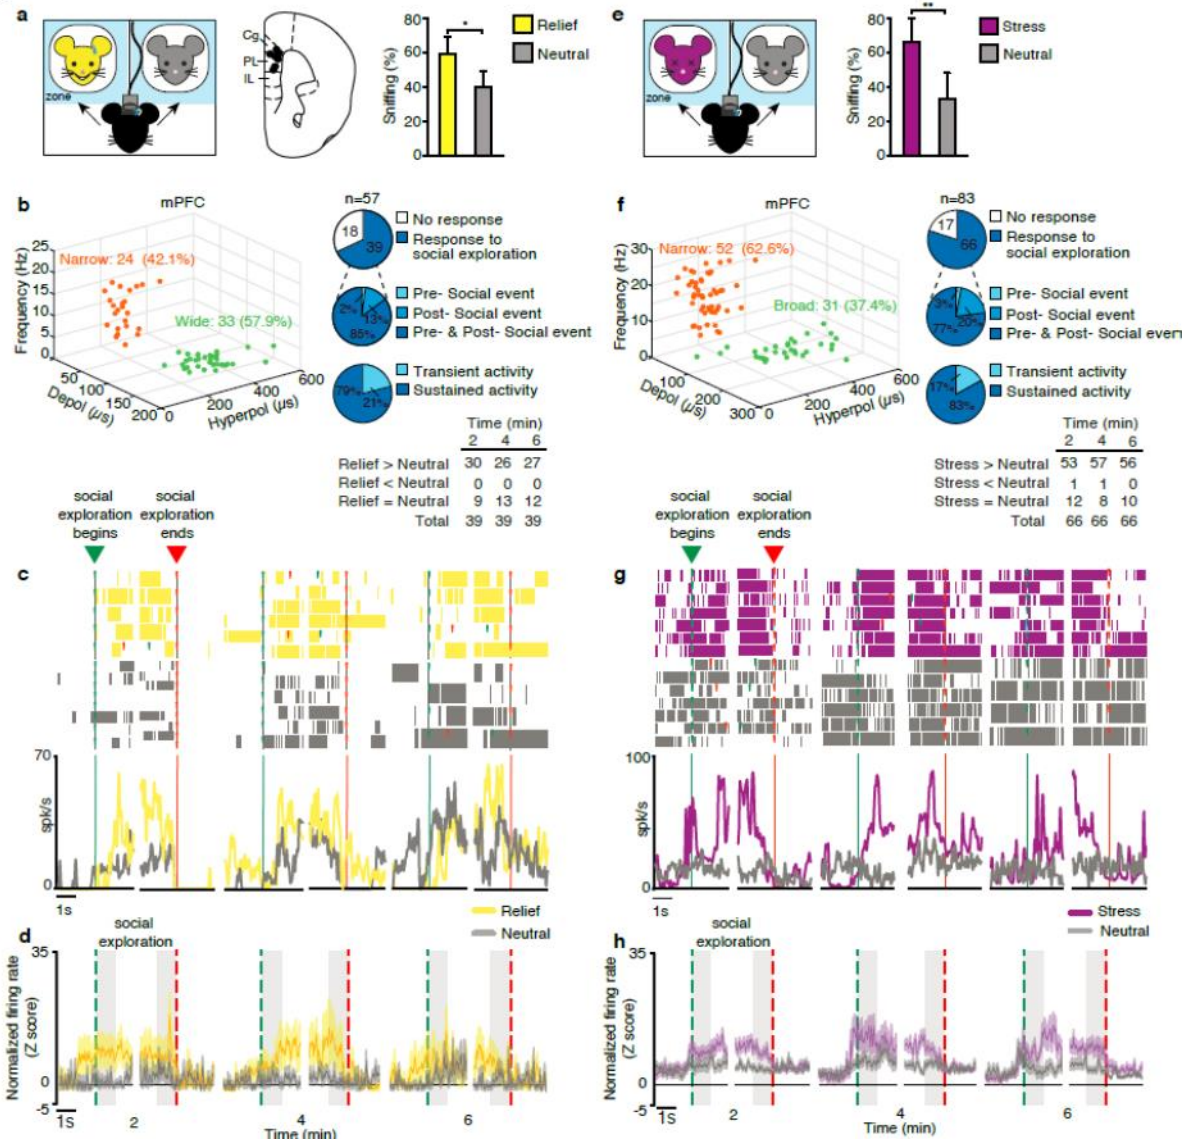 a
zone
Cg
PL
IL
Sniffing (%)
80
60
40
20
0
*
Relief
Neutral
e
zone
Sniffing (%)
80
60
40
20
0
**
Stress
Neutral
b
mPFC
Frequency (Hz)
25
20
15
10
5
0
Narrow: 24 (42.1%)
Wide: 33 (57.9%)
50
100
150
200
Depol (μs)
0
200
400
600
Hyperpol (μs)
n=57
18
39
No response
Response to
social exploration
2%
13%
85%
Pre- Social event
Post- Social event
Pre- & Post- Social event
79%
21%
Transient activity
Sustained activity
Time (min)
2 4 6
Relief > Neutral 30 26 27
Relief < Neutral 0 0 0
Relief = Neutral 9 13 12
Total 39 39 39
f
mPFC
Frequency (Hz)
30
20
10
0
Narrow: 52 (62.6%)
Broad: 31 (37.4%)
100
200
300
Depol (μs)
0
200
400
600
Hyperpol (μs)
n=83
17
66
No response
Response to
social exploration
3%
20%
77%
Pre- Social event
Post- Social event
Pre- & Post- Social even
17%
83%
Transient activity
Sustained activity
Time (min)
2 4 6
Stress > Neutral 53 57 56
Stress < Neutral 1 1 0
Stress = Neutral 12 8 10
Total 66 66 66
social
exploration
begins
social
exploration
ends
c
70
spk/s
0
1s
social
exploration
begins
social
exploration
ends
g
100
spk/s
0
1s
d
social
exploration
Relief
Neutral
Normalized firing rate
(Z score)
35
0
-5
1S
2
4
6
Time (min)
h
social
exploration
Stress
Neutral
Normalized firing rate
(Z score)
35
0
-5
1S
2
4
6
Time (min)